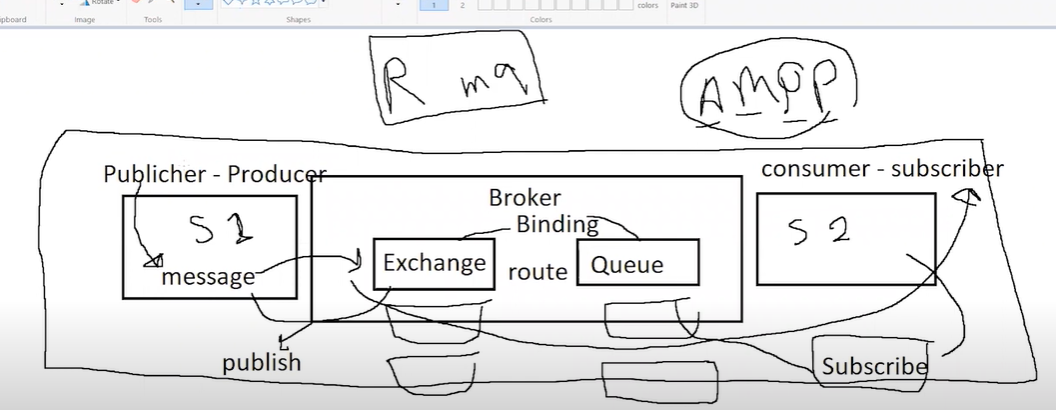 Rotate
1
2
colors
Paint 3D
ipboard
Image
Tools
Shapes
Colors
R mq
AMQP
Publicher - Producer
consumer - subscriber
Broker
S 1
S 2
Binding
message
Exchange
route
Queue
publish
Subscribe